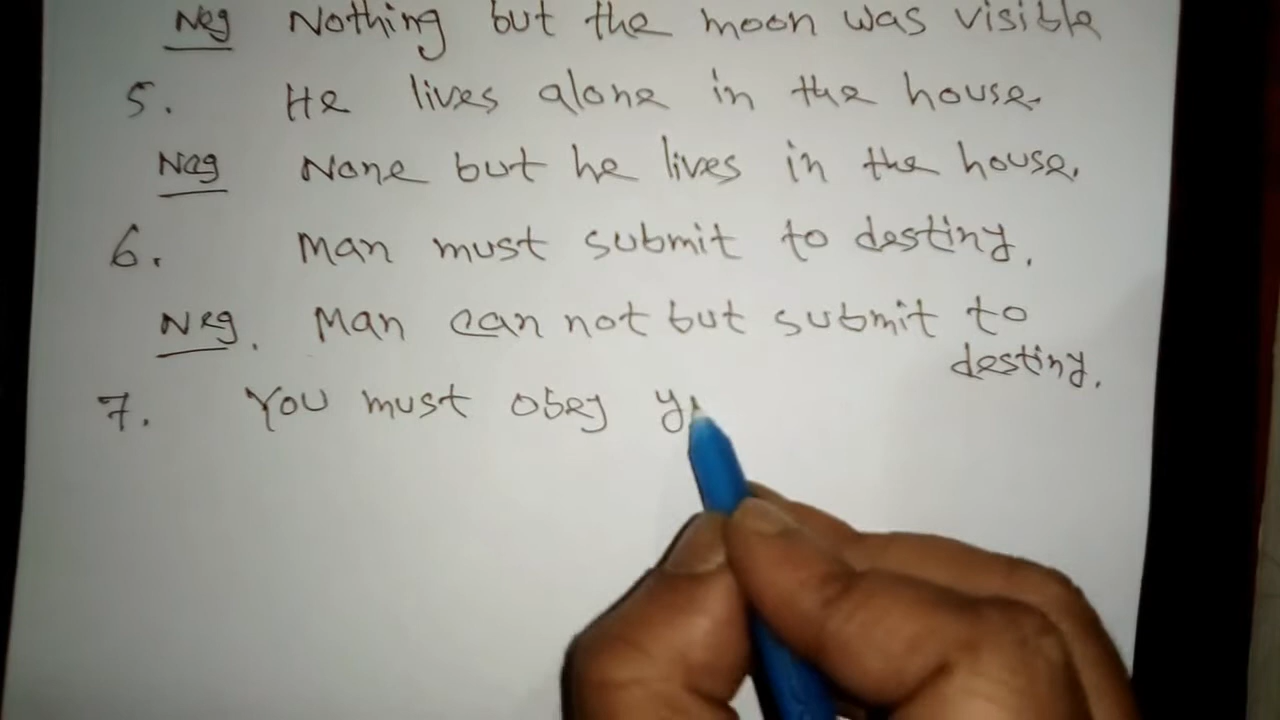 Neg Nothing but the moon was visible
5. He lives alone in the house.
Neg None but he lives in the house.
6. Man must submit to destiny.
Neg. Man can not but submit to
destiny.
7. You must obey y